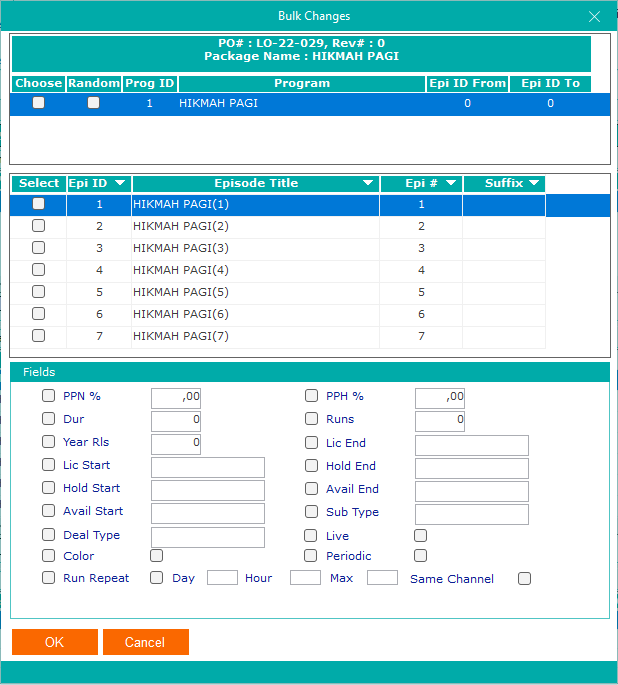 Bulk Changes
PO# : LO-22-029, Rev# : 0
Package Name : HIKMAH PAGI
Choose Random Prog ID Program Epi ID From Epi ID To
1 HIKMAH PAGI 0 0
Select Epi ID Episode Title Epi # Suffix
1 HIKMAH PAGI(1) 1
2 HIKMAH PAGI(2) 2
3 HIKMAH PAGI(3) 3
4 HIKMAH PAGI(4) 4
5 HIKMAH PAGI(5) 5
6 HIKMAH PAGI(6) 6
7 HIKMAH PAGI(7) 7
Fields
PPN % ,00 PPH % ,00
Dur 0 Runs 0
Year Rls 0 Lic End
Lic Start Hold End
Hold Start Avail End
Avail Start Sub Type
Deal Type Live
Color Periodic
Run Repeat Day Hour Max Same Channel
OK Cancel